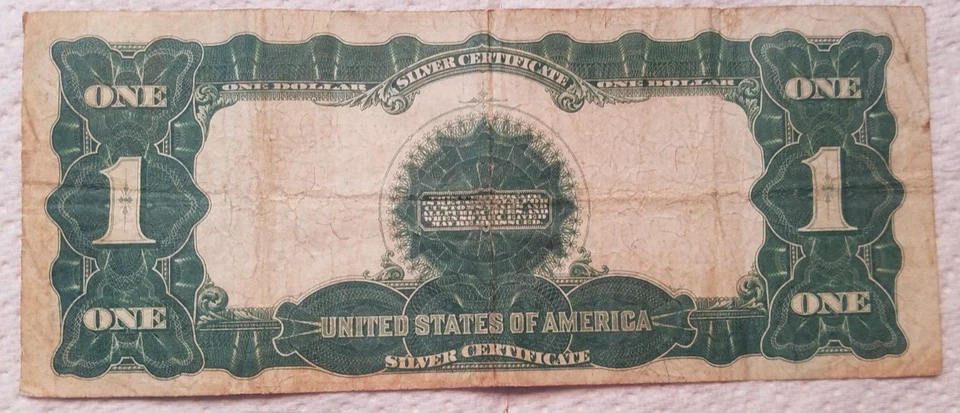 SILVER CERTIFICATE
ONE DOLLAR ONE DOLLAR
ONE ONE
1 1
ONE ONE
UNITED STATES OF AMERICA
SILVER CERTIFICATE